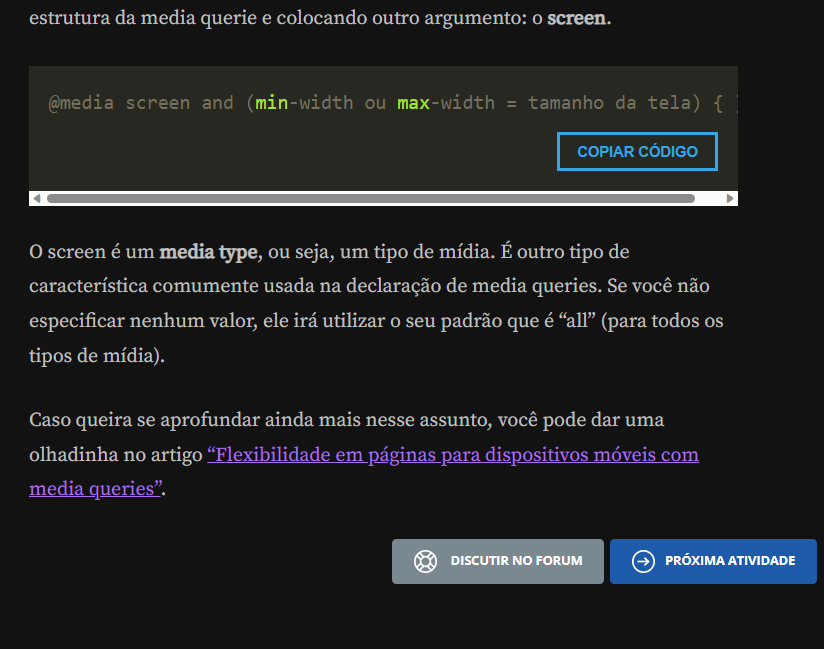 estrutura da media querie e colocando outro argumento: o screen.
@media screen and (min-width ou max-width = tamanho da tela) {
COPIAR CÓDIGO
O screen é um media type, ou seja, um tipo de mídia. É outro tipo de
característica comumente usada na declaração de media queries. Se você não
especificar nenhum valor, ele irá utilizar o seu padrão que é “all” (para todos os
tipos de mídia).
Caso queira se aprofundar ainda mais nesse assunto, você pode dar uma
olhadinha no artigo “Flexibilidade em páginas para dispositivos móveis com
media queries”.
DISCUTIR NO FORUM
PRÓXIMA ATIVIDADE